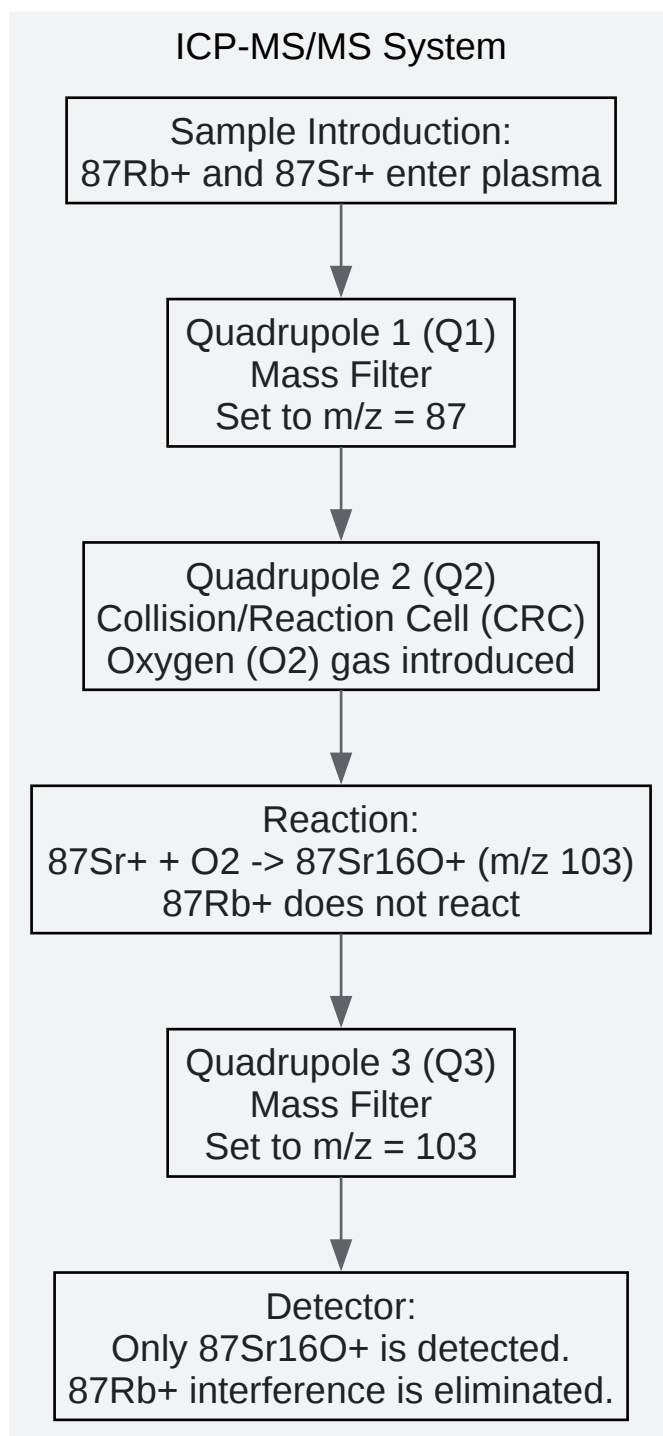 ICP-MS/MS System
Sample Introduction:
87Rb+ and 87Sr+ enter plasma
Quadrupole 1 (Q1)
Mass Filter
Set to m/z = 87
Quadrupole 2 (Q2)
Collision/Reaction Cell (CRC)
Oxygen (O2) gas introduced
Reaction:
87Sr+ + O2 -> 87Sr16O+ (m/z 103)
87Rb+ does not react
Quadrupole 3 (Q3)
Mass Filter
Set to m/z = 103
Detector:
Only 87Sr16O+ is detected.
87Rb+ interference is eliminated.